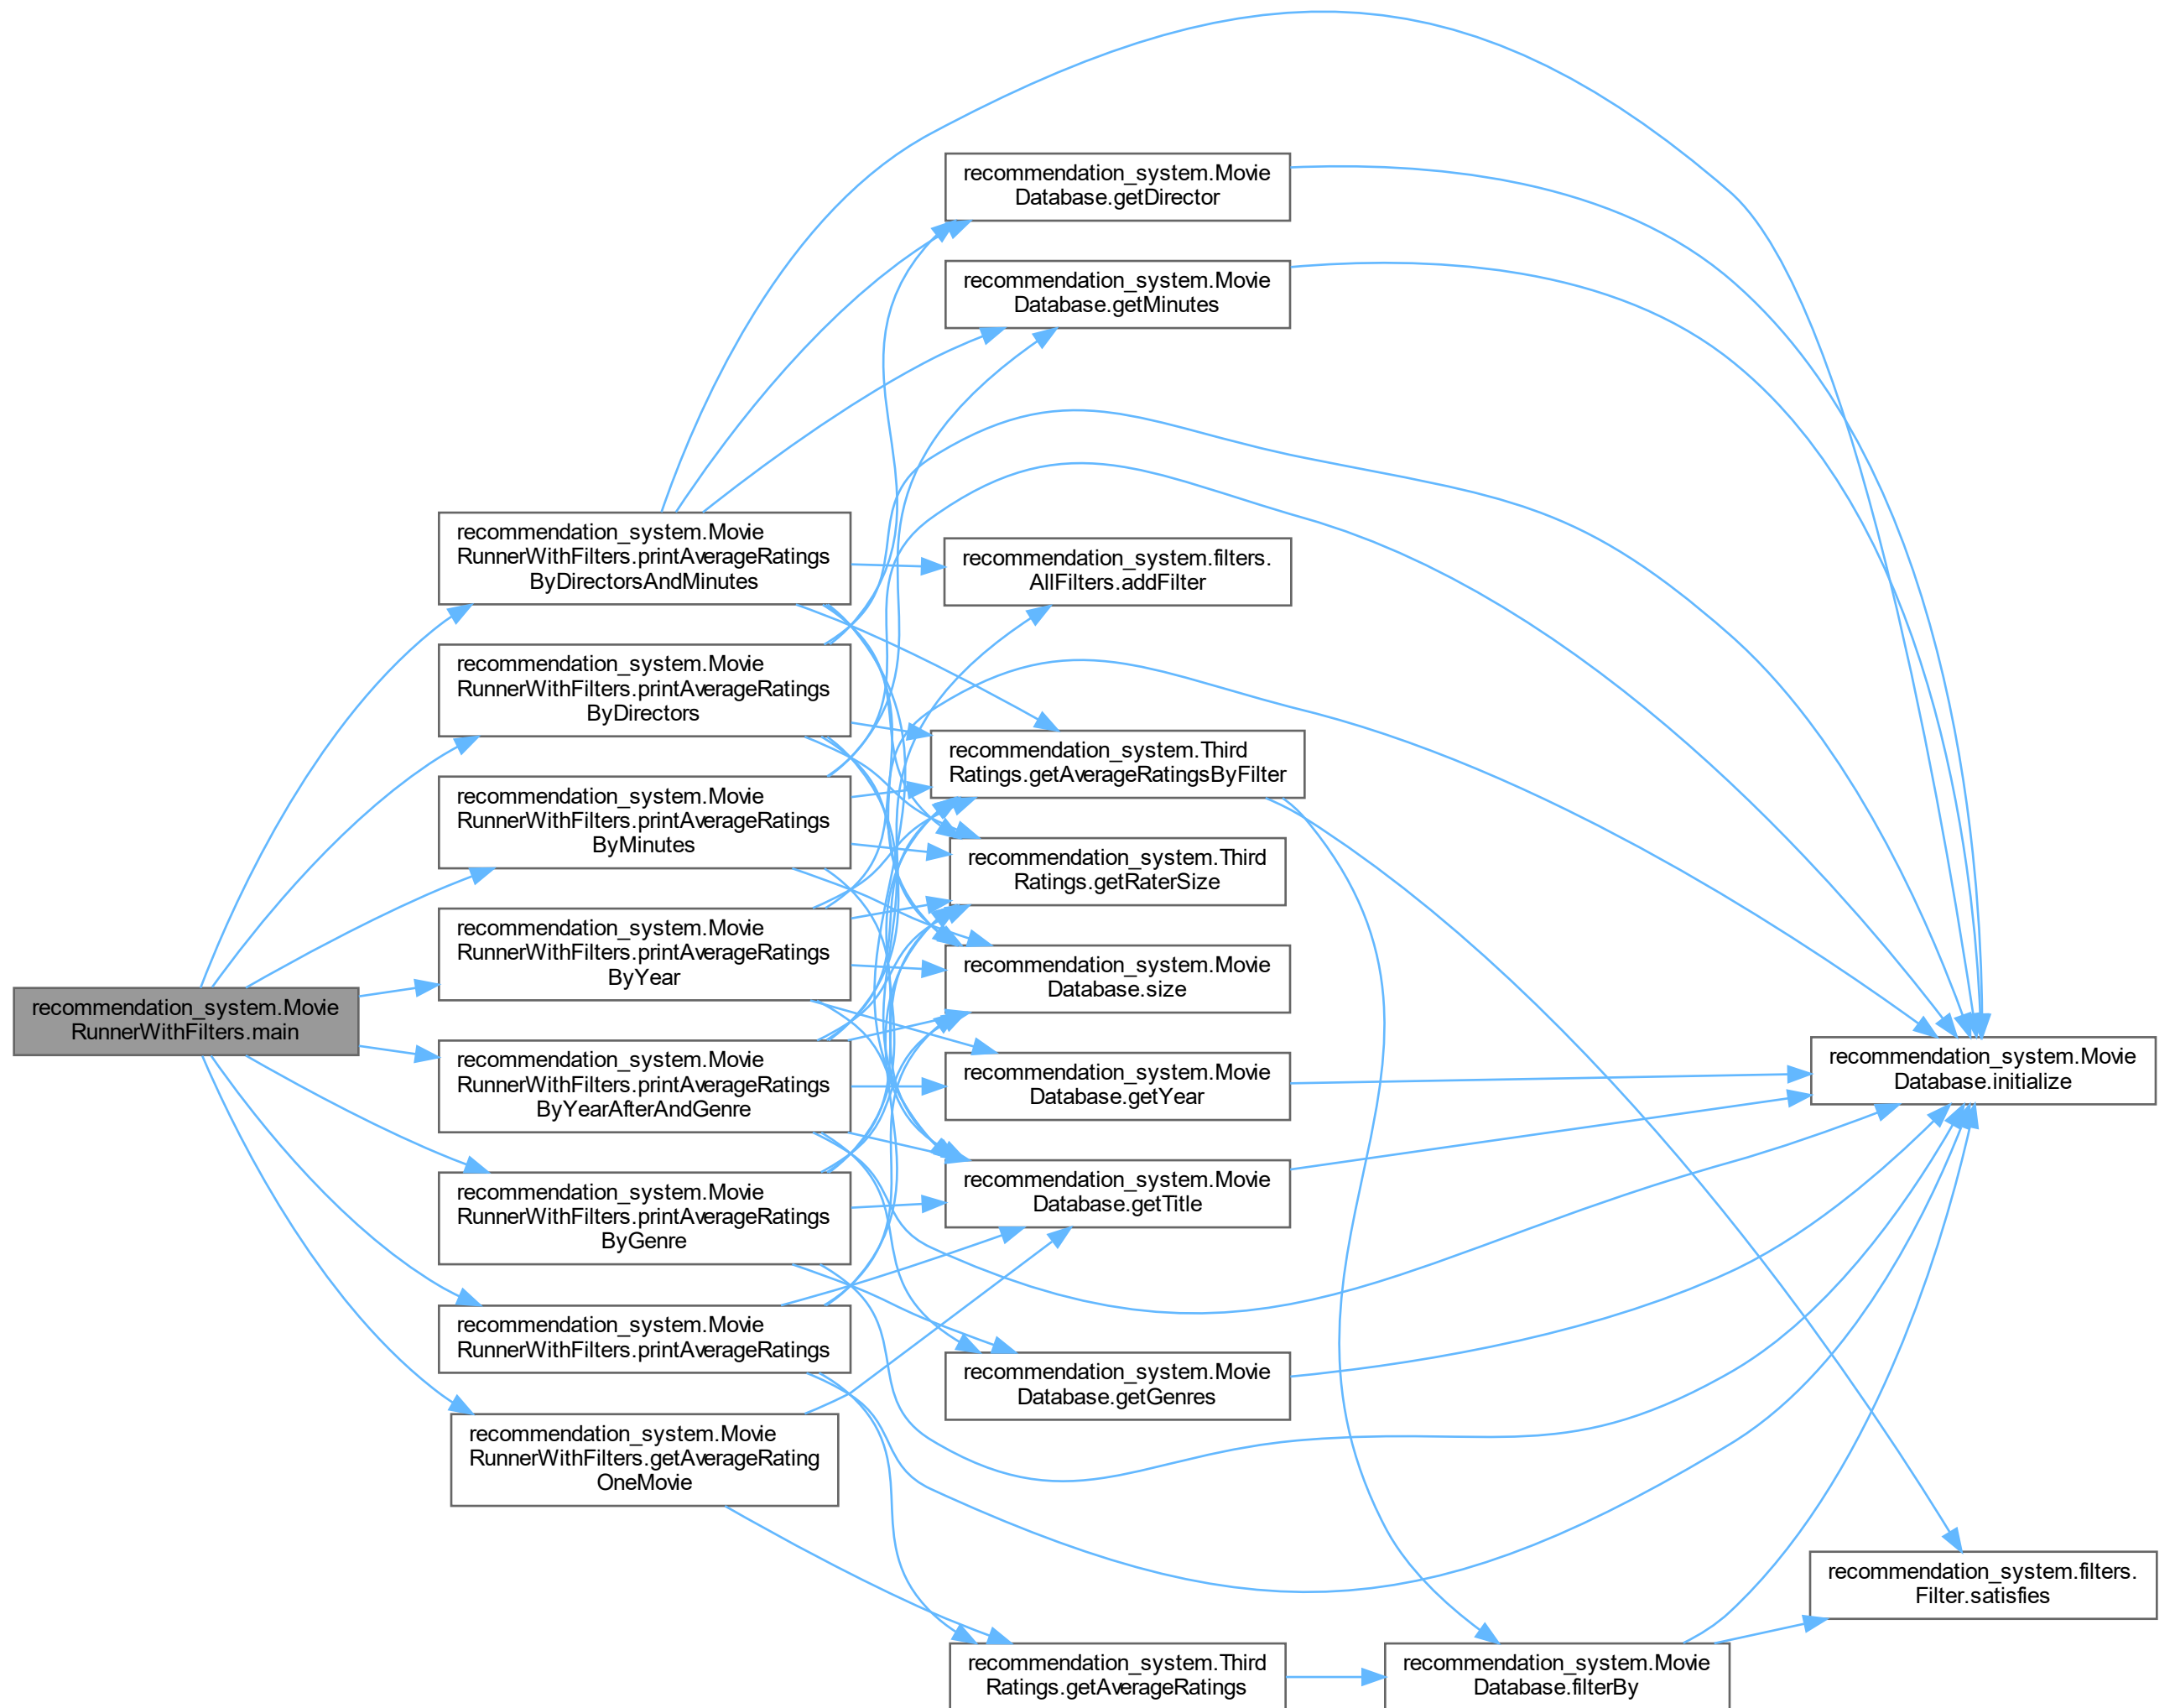 recommendation_system.Movie
RunnerWithFilters.main
recommendation_system.Movie
RunnerWithFilters.printAverageRatings
ByDirectorsAndMinutes
recommendation_system.Movie
RunnerWithFilters.printAverageRatings
ByDirectors
recommendation_system.Movie
RunnerWithFilters.printAverageRatings
ByMinutes
recommendation_system.Movie
RunnerWithFilters.printAverageRatings
ByYear
recommendation_system.Movie
RunnerWithFilters.printAverageRatings
ByYearAfterAndGenre
recommendation_system.Movie
RunnerWithFilters.printAverageRatings
ByGenre
recommendation_system.Movie
RunnerWithFilters.printAverageRatings
recommendation_system.Movie
RunnerWithFilters.getAverageRating
OneMovie
recommendation_system.Movie
Database.getDirector
recommendation_system.Movie
Database.getMinutes
recommendation_system.filters.
AllFilters.addFilter
recommendation_system.Third
Ratings.getAverageRatingsByFilter
recommendation_system.Third
Ratings.getRaterSize
recommendation_system.Movie
Database.size
recommendation_system.Movie
Database.getYear
recommendation_system.Movie
Database.getTitle
recommendation_system.Movie
Database.getGenres
recommendation_system.Third
Ratings.getAverageRatings
recommendation_system.Movie
Database.filterBy
recommendation_system.Movie
Database.initialize
recommendation_system.filters.
Filter.satisfies